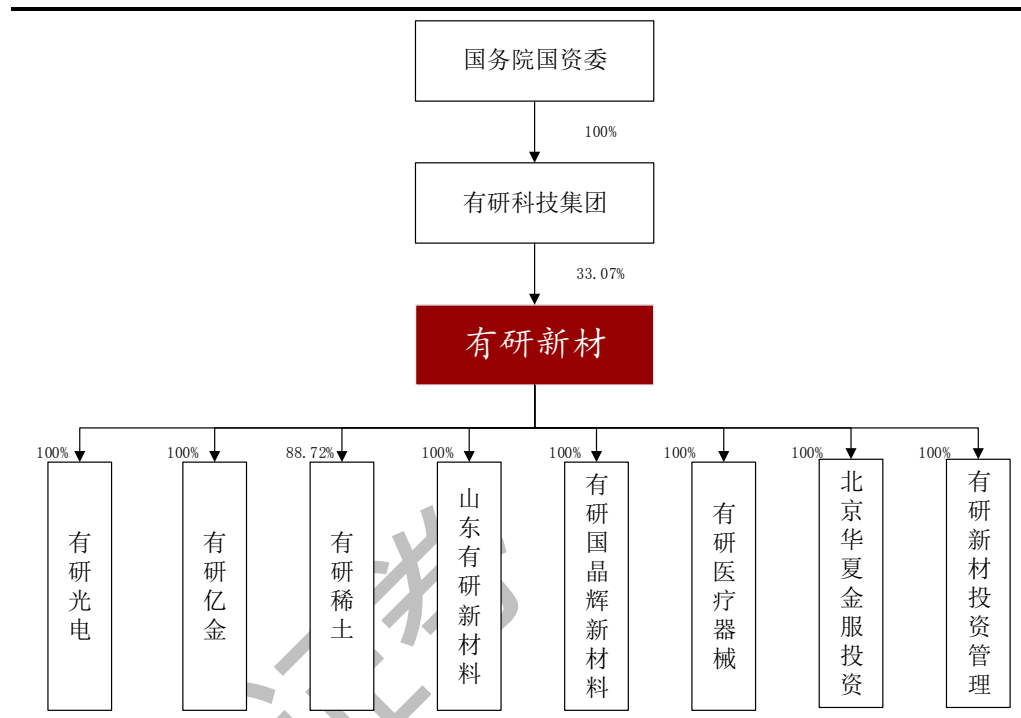 国务院国资委
100%
有研科技集团
33.07%
有研新材
100%
100%
88.72%
100%
100%
100%
100%
100%
有研光电
有研亿金
有研稀土
山东有研新材料
有研国晶辉新材料
有研医疗器械
北京华夏金服投资
有研新材投资管理
证券